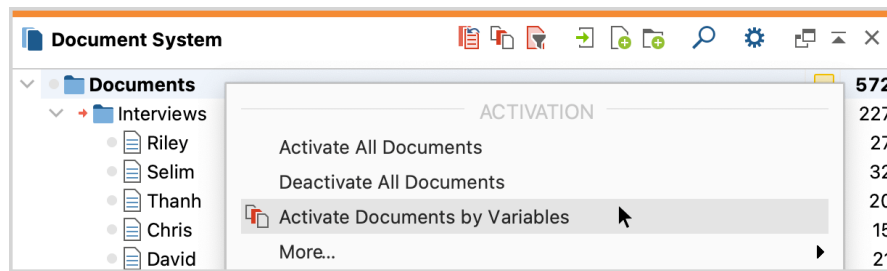 Document System
Documents 572
ACTIVATION
Interviews 227
Riley
Activate All Documents 27
Selim
Deactivate All Documents 32
Thanh
Activate Documents by Variables 20
Chris
More... 15
David